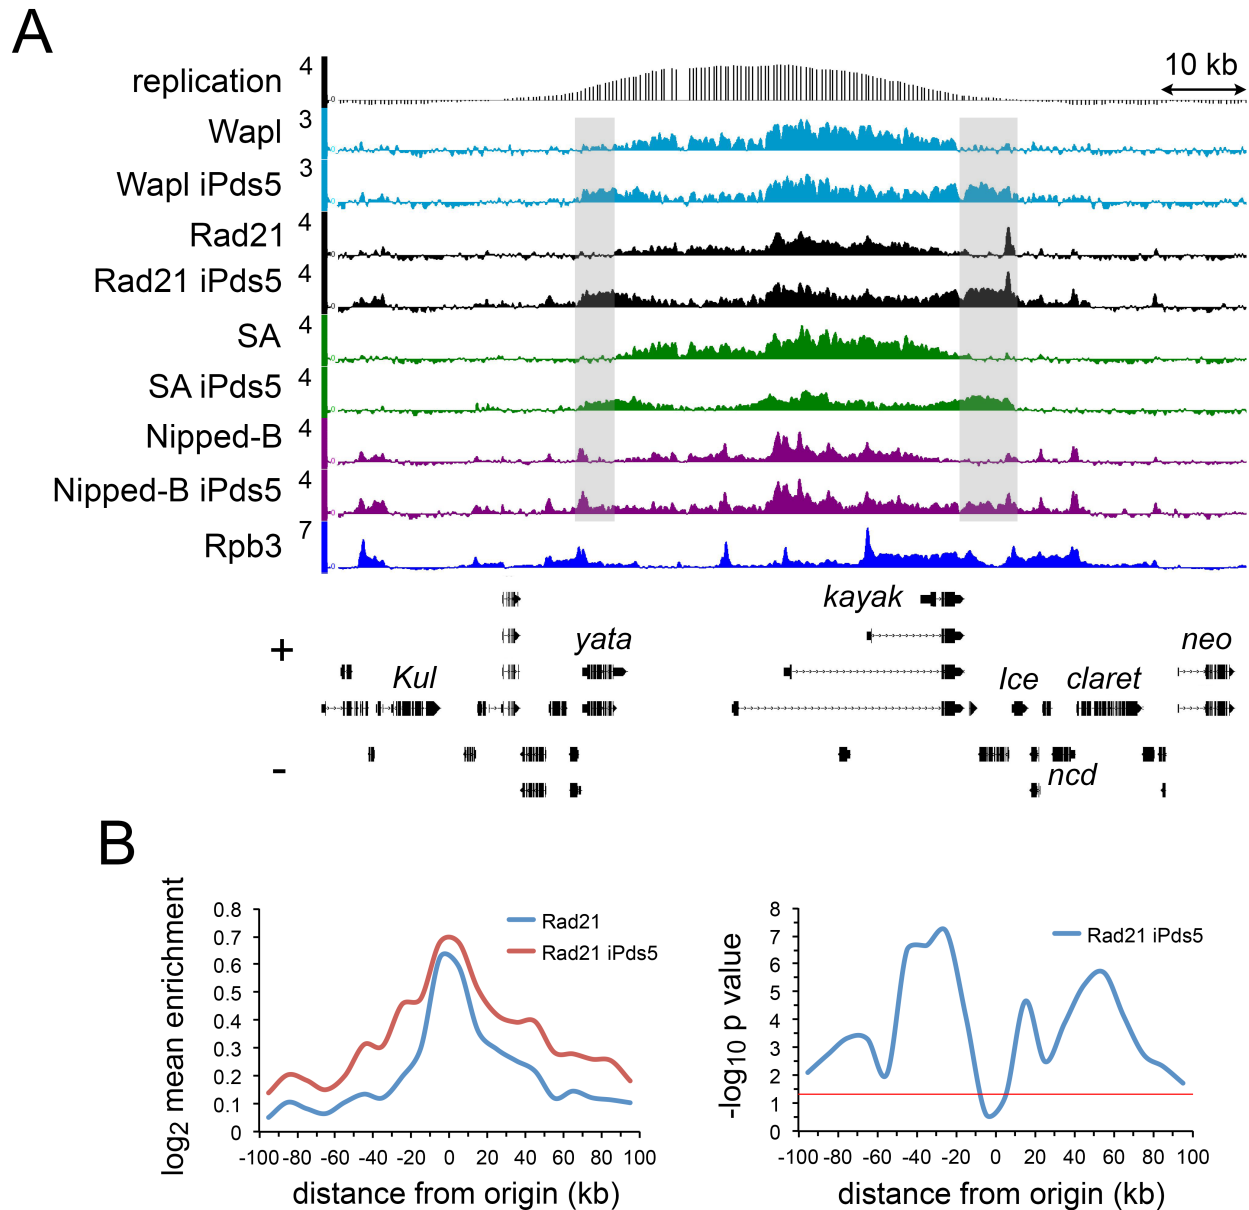 A
replication 4 10 kb
Wapl 3
Wapl iPds5 3
Rad21 4
Rad21 iPds5 4
SA 4
SA iPds5 4
Nipped-B 4
Nipped-B iPds5 4
Rpb3 7
kayak
+ yata neo
Kul Ice claret
- ncd
B
log2 mean enrichment
0.8
0.7
0.6
0.5
0.4
0.3
0.2
0.1
0
Rad21
Rad21 iPds5
-100 -80 -60 -40 -20 0 20 40 60 80 100
distance from origin (kb)
-log10 p value
8
7
6
5
4
3
2
1
0
Rad21 iPds5
-100 -80 -60 -40 -20 0 20 40 60 80 100
distance from origin (kb)